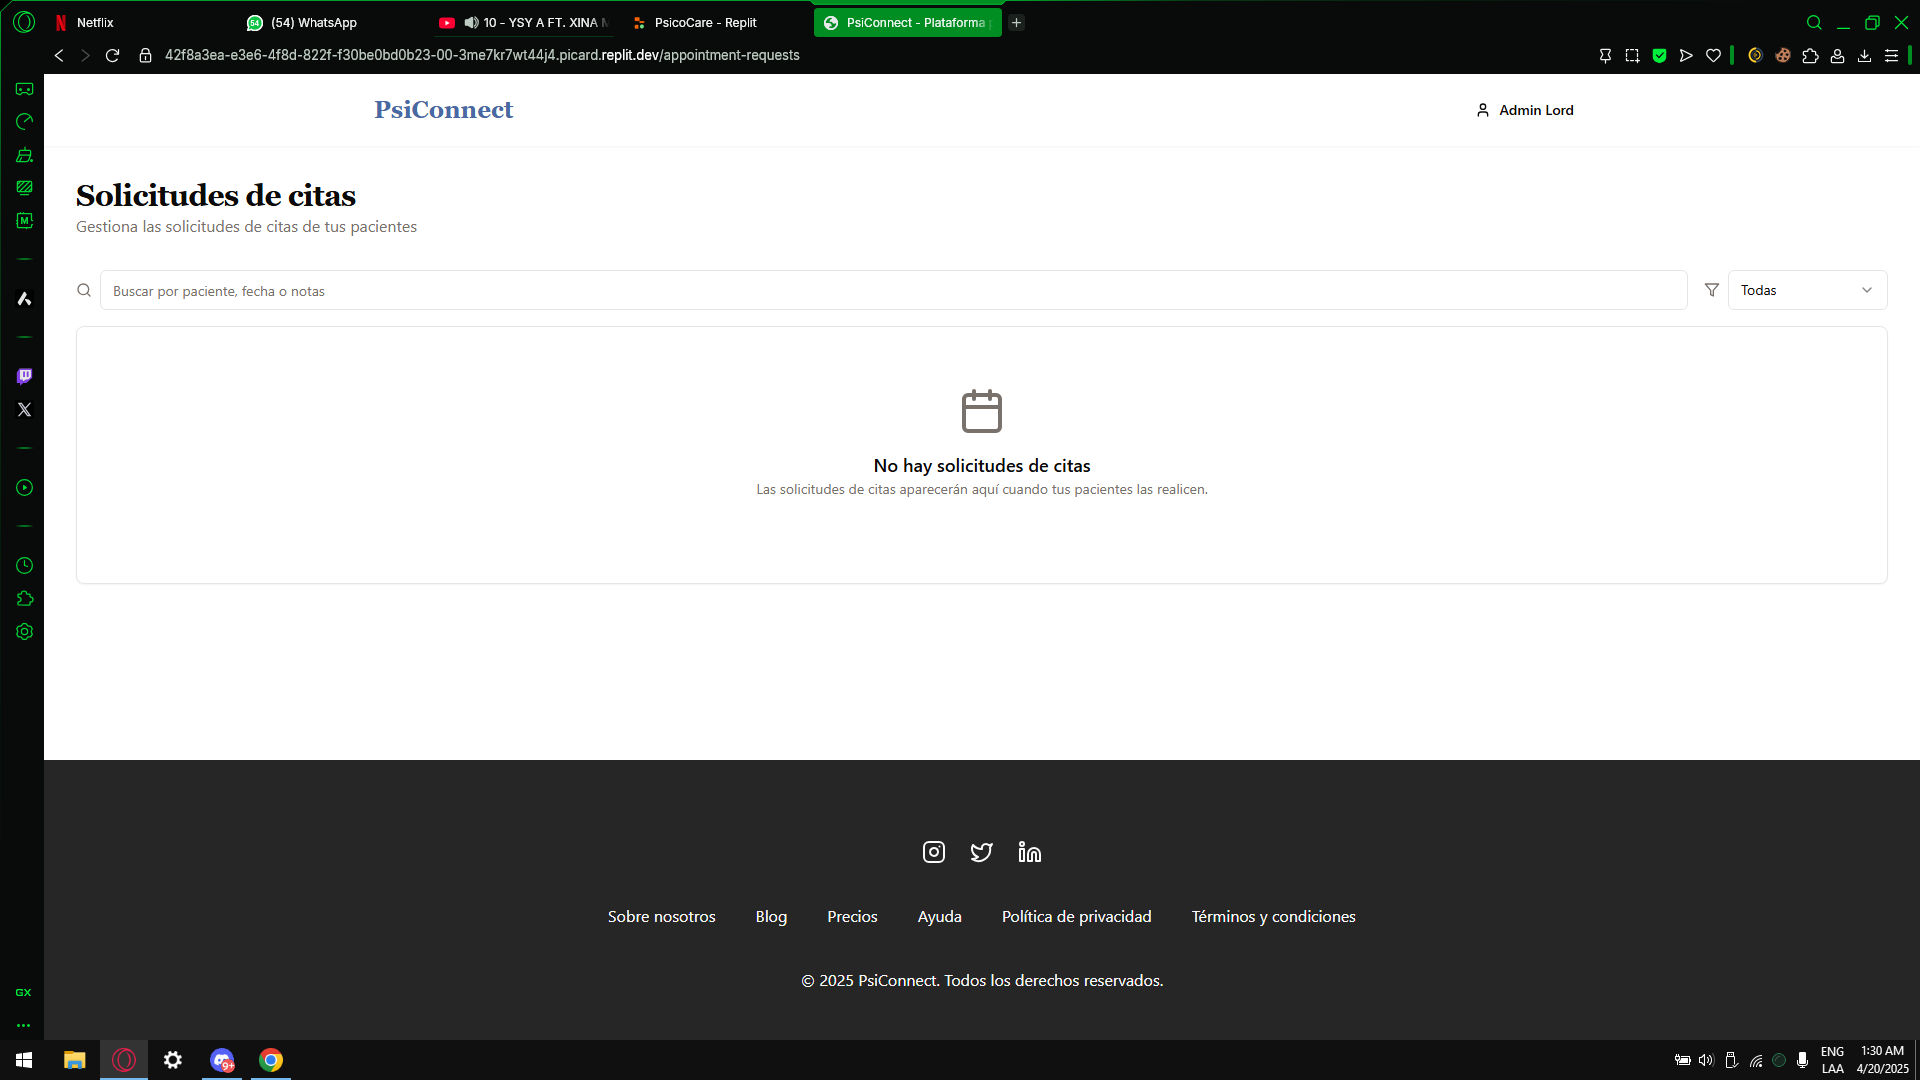 Netflix
(54) WhatsApp
10 - YSY A FT. XINA
PsicoCare - Replit
PsiConnect - Plataforma
42f8a3ea-e3e6-4f8d-822f-f30be0bd0b23-00-3me7kr7wt44j4.picard.replit.dev/appointment-requests
PsiConnect
Admin Lord
Solicitudes de citas
Gestiona las solicitudes de citas de tus pacientes
Buscar por paciente, fecha o notas
Todas
No hay solicitudes de citas
Las solicitudes de citas aparecerán aquí cuando tus pacientes las realicen.
Sobre nosotros
Blog
Precios
Ayuda
Política de privacidad
Términos y condiciones
© 2025 PsiConnect. Todos los derechos reservados.
GX
9+
ENG
LAA
1:30 AM
4/20/2025